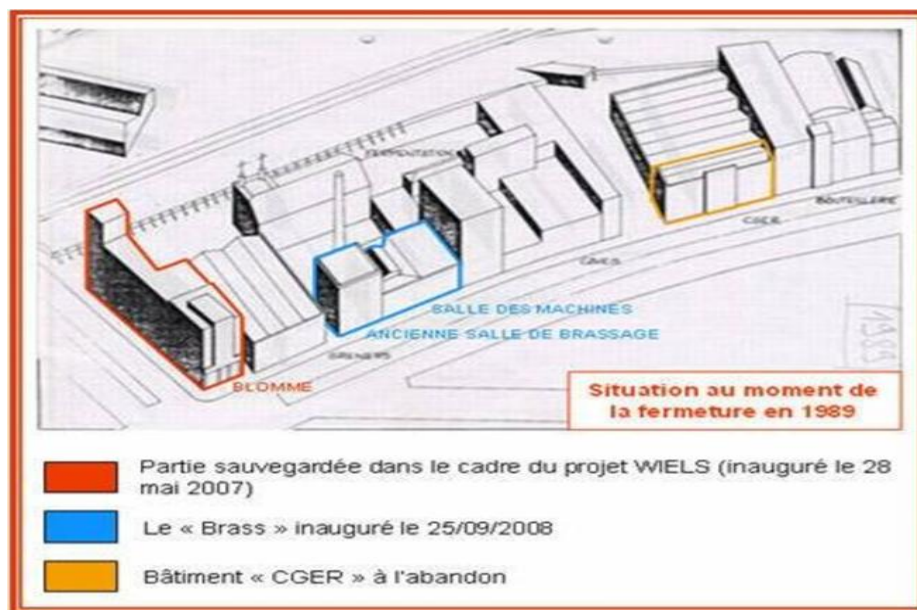 FERMENTATION
BOUTEILLERIE
CGER
CAVES
SALLE DES MACHINES
ANCIENNE SALLE DE BRASSAGE
GRENIERS
BLOMME
1989
Situation au moment de
la fermeture en 1989
Partie sauvegardée dans le cadre du projet WIELS (inauguré le 28
mai 2007)
Le « Brass » inauguré le 25/09/2008
Bâtiment « CGER » à l'abandon